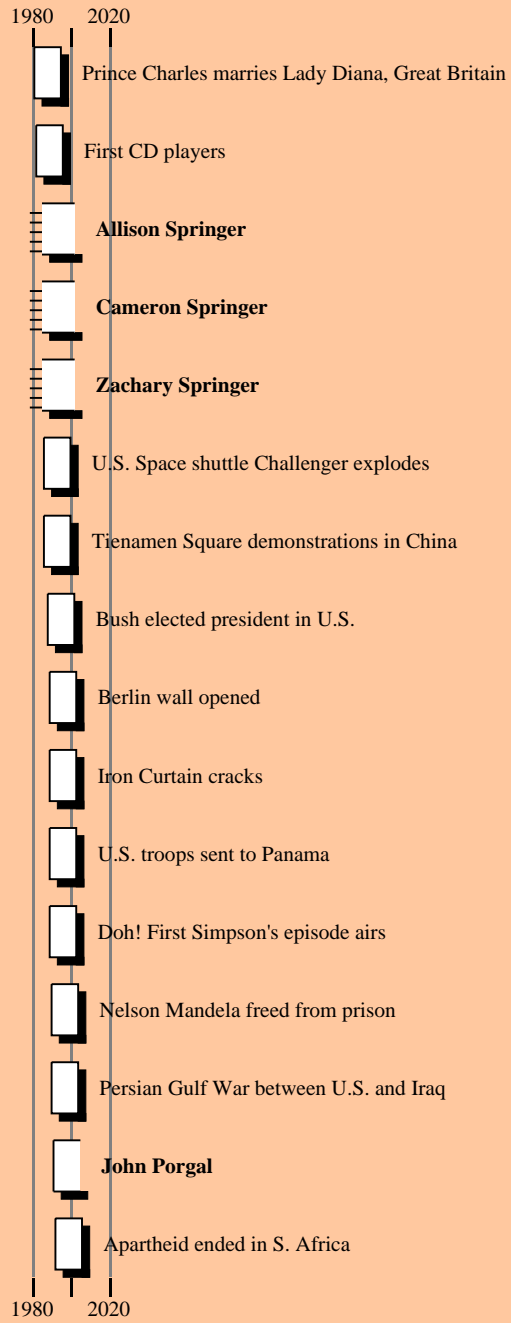 1980 2020
Prince Charles marries Lady Diana, Great Britain
First CD players
Allison Springer
Cameron Springer
Zachary Springer
U.S. Space shuttle Challenger explodes
Tienamen Square demonstrations in China
Bush elected president in U.S.
Berlin wall opened
Iron Curtain cracks
U.S. troops sent to Panama
Doh! First Simpson's episode airs
Nelson Mandela freed from prison
Persian Gulf War between U.S. and Iraq
John Porgal
Apartheid ended in S. Africa
1980 2020